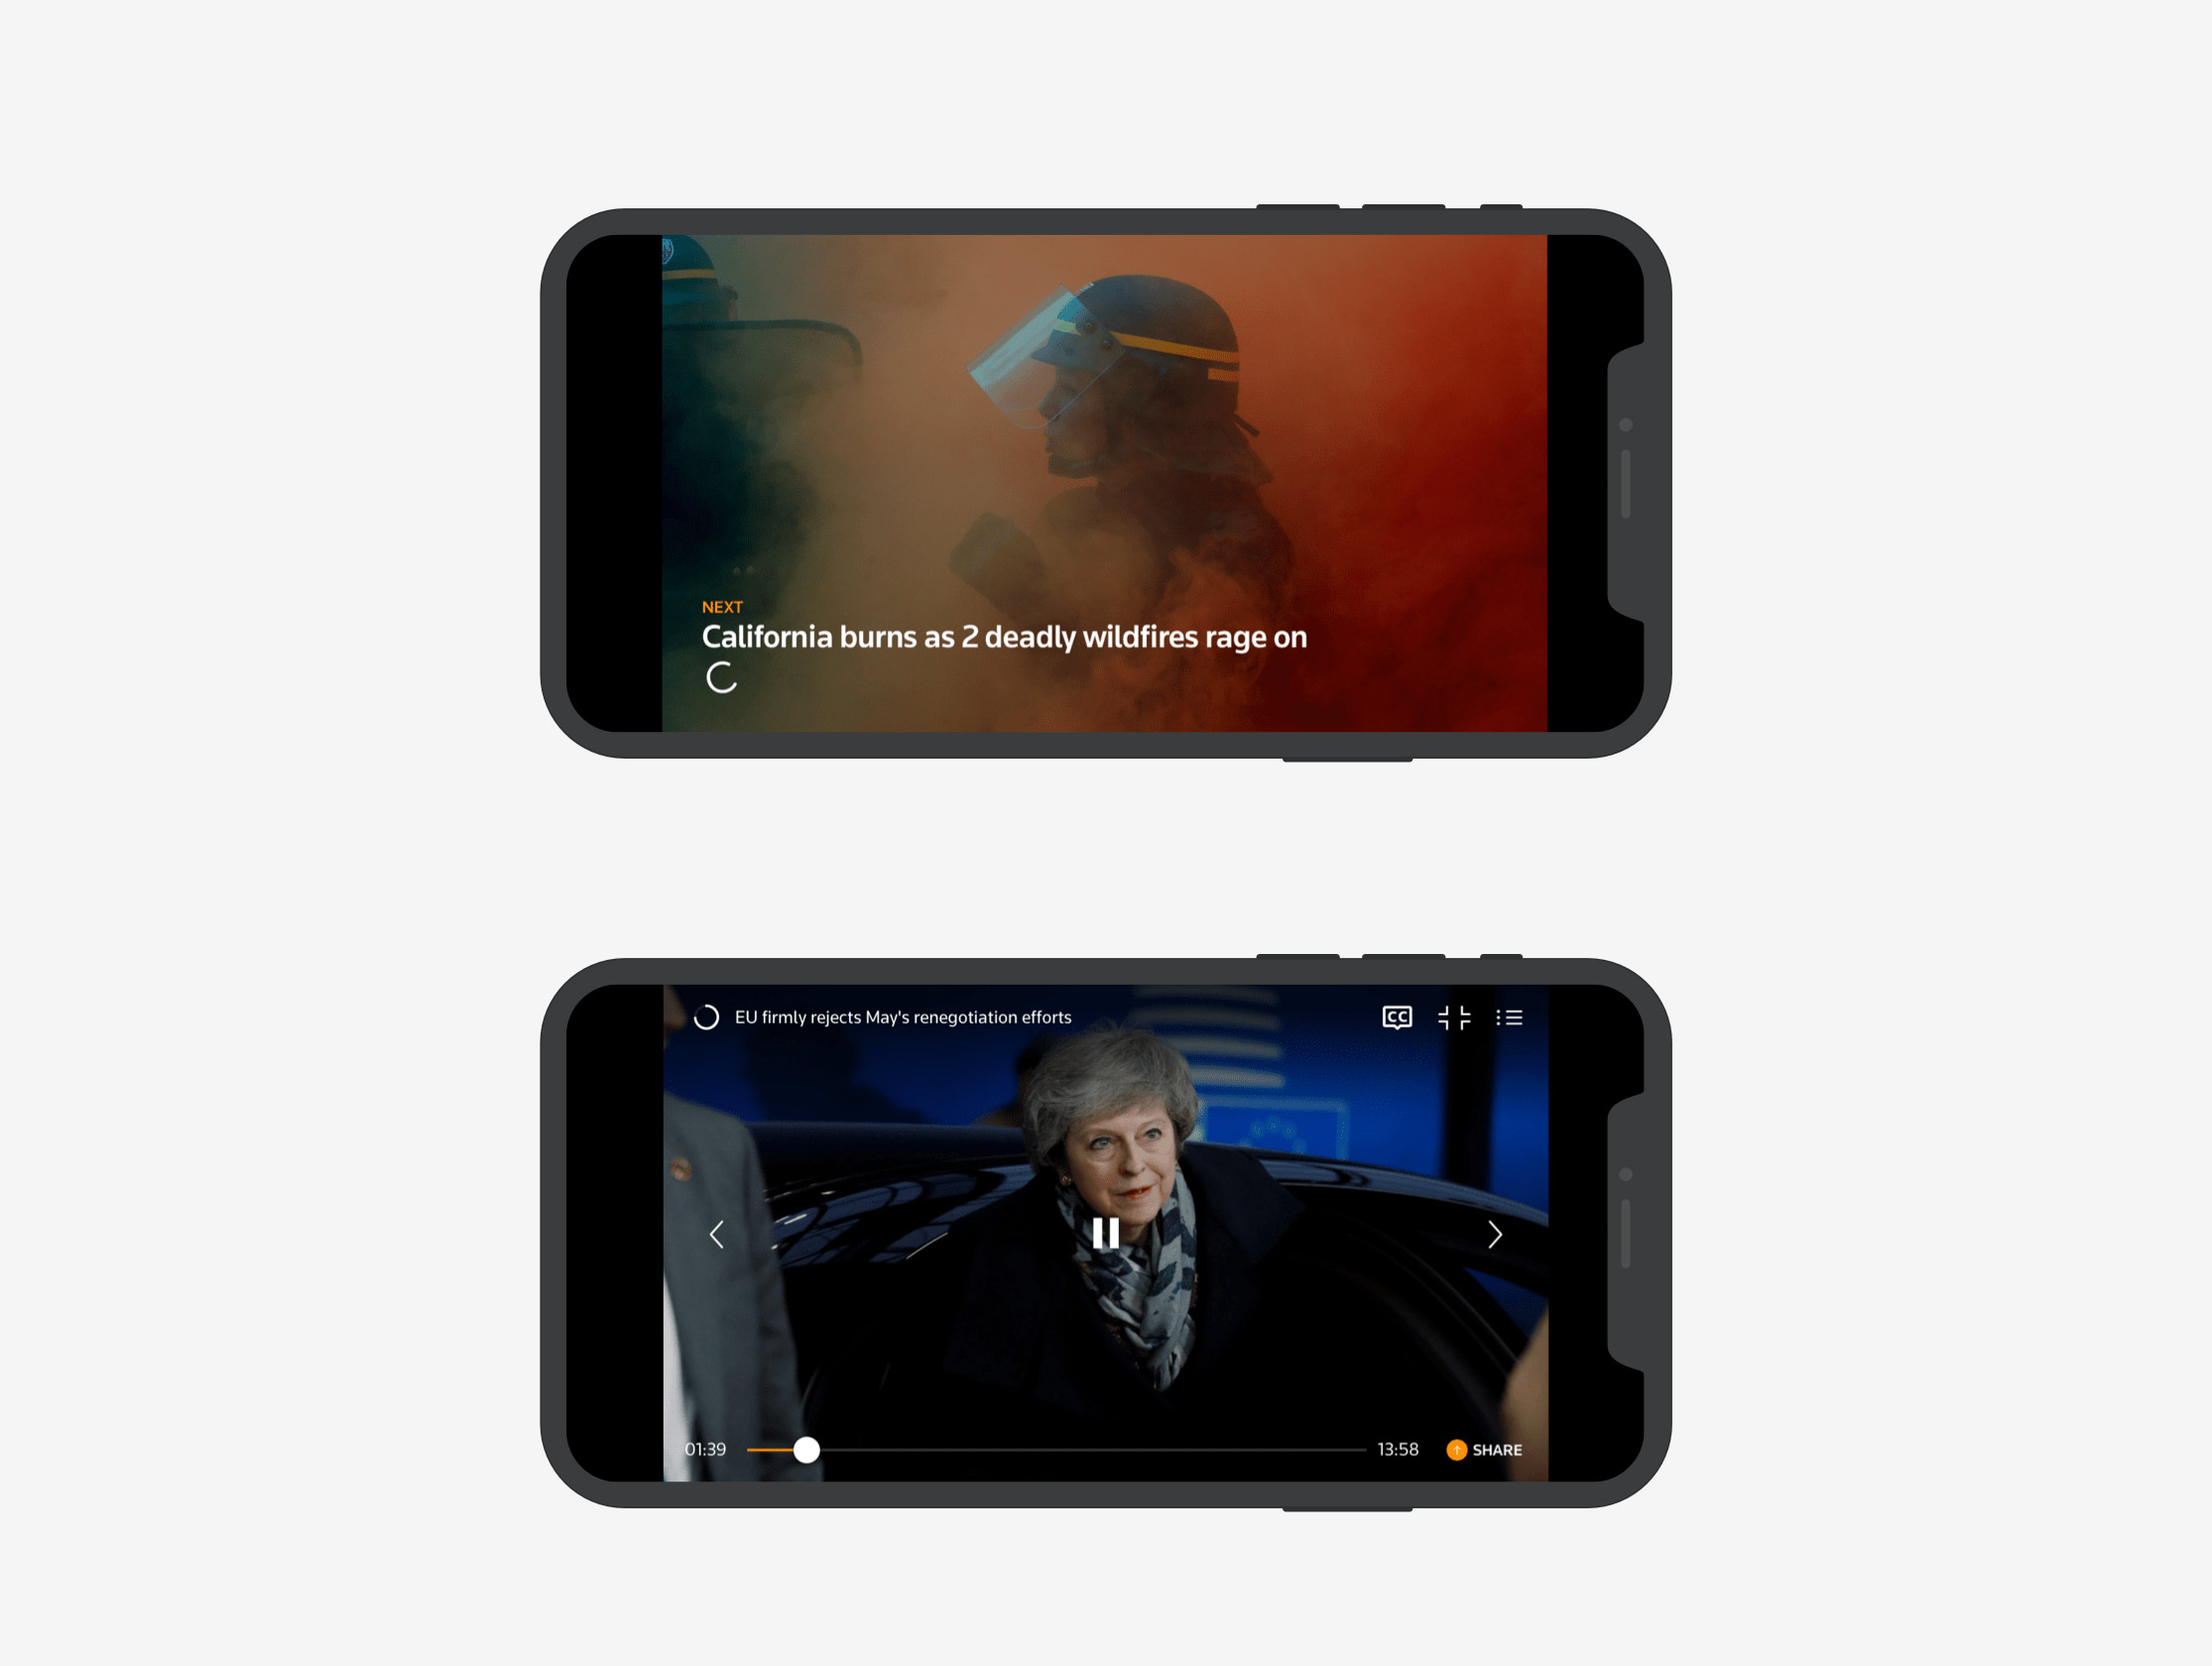 NEXT
California burns as 2 deadly wildfires rage on
EU firmly rejects May's renegotiation efforts
CC
01:39
13:58
SHARE